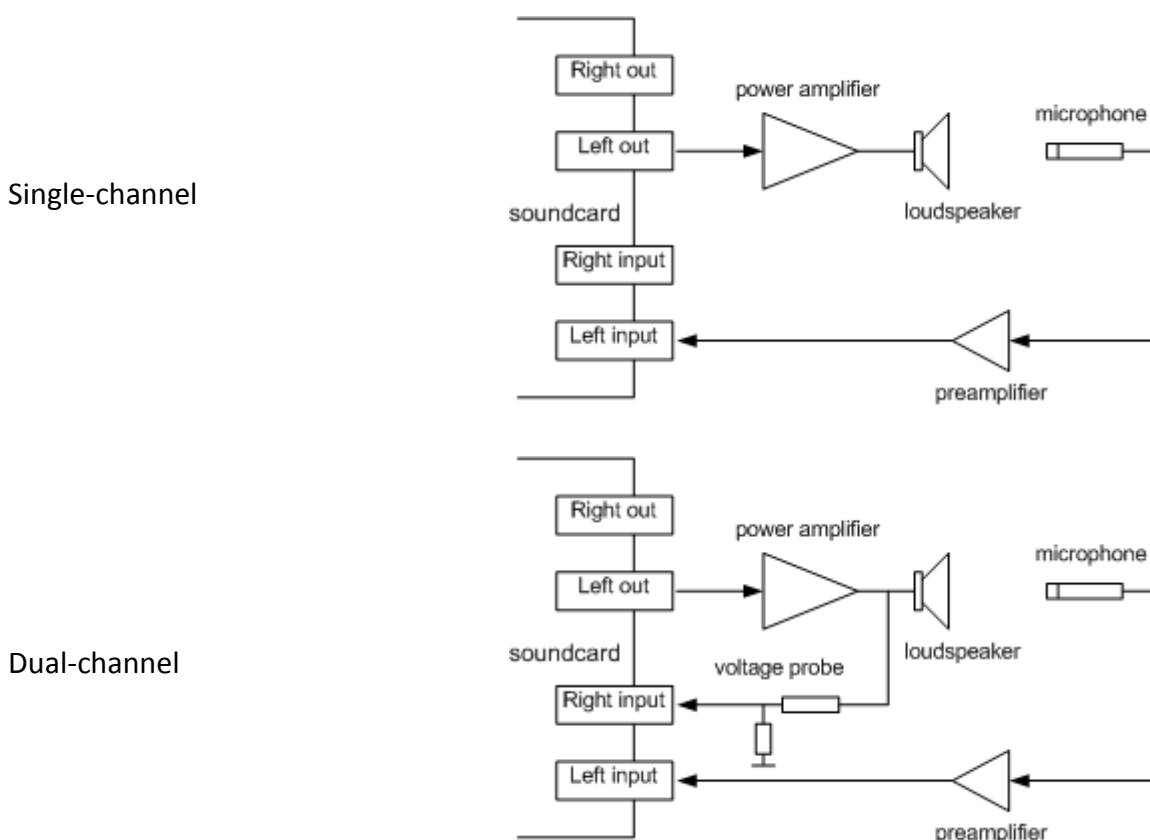 Single-channel
Right out
power amplifier
microphone
Left out
soundcard
loudspeaker
Right input
Left input
preamplifier
Dual-channel
Right out
power amplifier
microphone
Left out
soundcard
voltage probe
loudspeaker
Right input
Left input
preamplifier